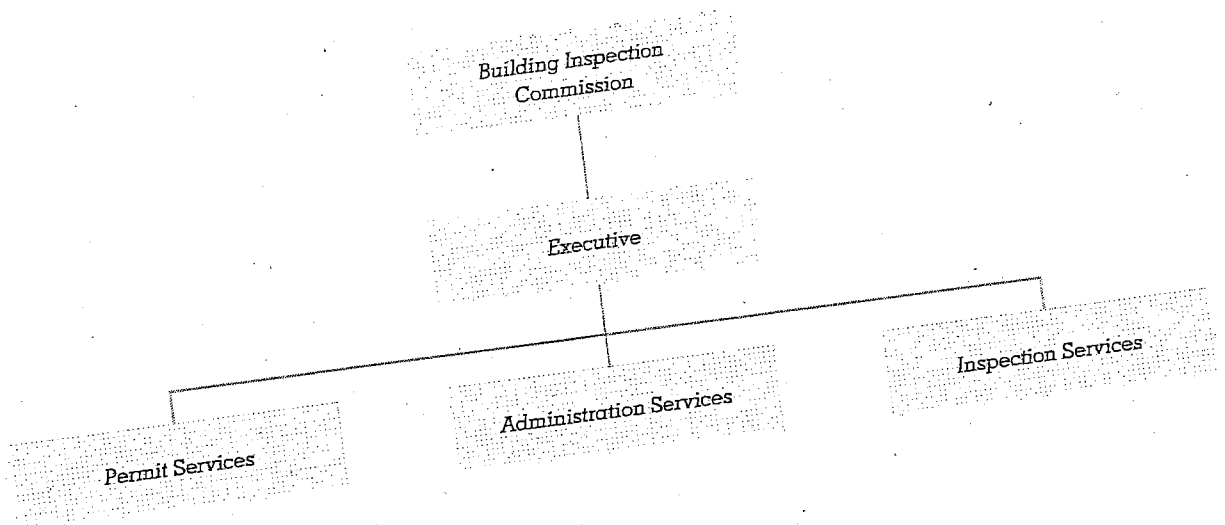 Building Inspection
Commission
Executive
Permit Services
Administration Services
Inspection Services